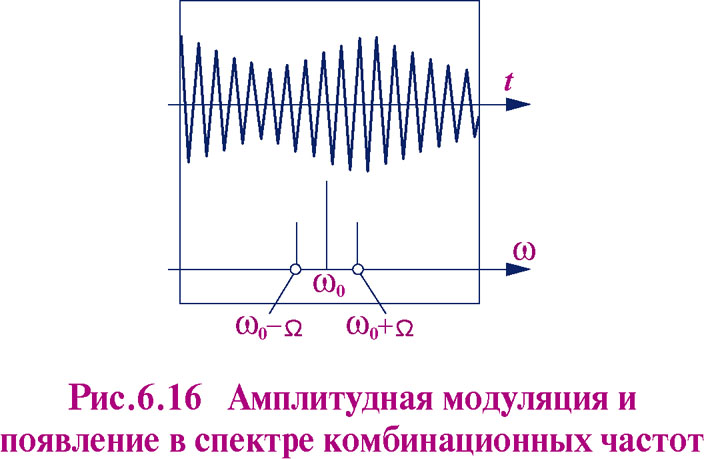 t
ω
ω₀
ω₀−Ω ω₀+Ω
Рис.6.16 Амплитудная модуляция и
появление в спектре комбинационных частот